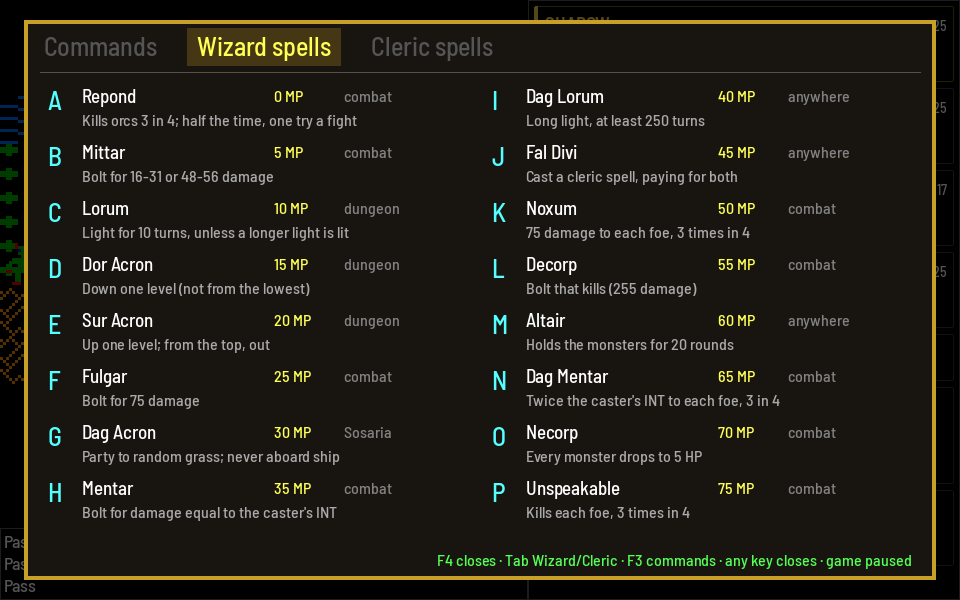 Commands Wizard spells Cleric spells
A Repond 0 MP combat
Kills orcs 3 in 4; half the time, one try a fight
B Mittar 5 MP combat
Bolt for 16-31 or 48-56 damage
C Lorum 10 MP dungeon
Light for 10 turns, unless a longer light is lit
D Dor Acron 15 MP dungeon
Down one level (not from the lowest)
E Sur Acron 20 MP dungeon
Up one level; from the top, out
F Fulgar 25 MP combat
Bolt for 75 damage
G Dag Acron 30 MP Sosaria
Party to random grass; never aboard ship
H Mentar 35 MP combat
Bolt for damage equal to the caster's INT
I Dag Lorum 40 MP anywhere
Long light, at least 250 turns
J Fal Divi 45 MP anywhere
Cast a cleric spell, paying for both
K Noxum 50 MP combat
75 damage to each foe, 3 times in 4
L Decorp 55 MP combat
Bolt that kills (255 damage)
M Altair 60 MP anywhere
Holds the monsters for 20 rounds
N Dag Mentar 65 MP combat
Twice the caster's INT to each foe, 3 in 4
O Necorp 70 MP combat
Every monster drops to 5 HP
P Unspeakable 75 MP combat
Kills each foe, 3 times in 4
F4 closes · Tab Wizard/Cleric · F3 commands · any key closes · game paused
25
25
17
25
Pas
Pas
Pass